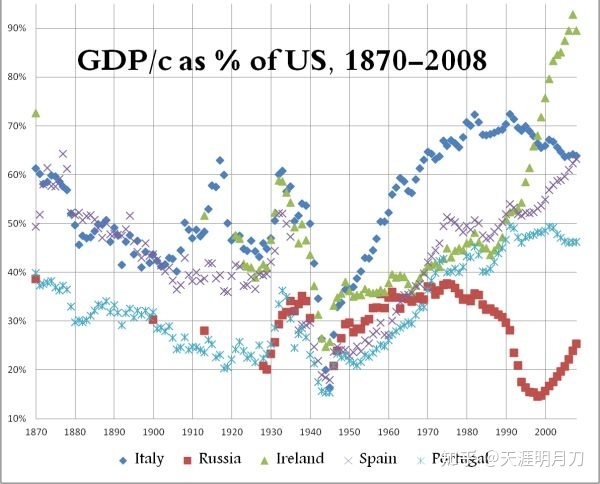 GDP/c as % of US, 1870–2008
90%
80%
70%
60%
50%
40%
30%
20%
10%
1870 1880 1890 1900 1910 1920 1930 1940 1950 1960 1970 1980 1990 2000
Italy Russia Ireland Spain Portugal
知乎 @天涯明月刀